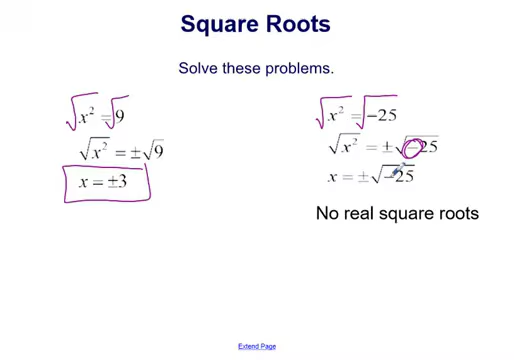 Square Roots
Solve these problems.
√x² = √9
√x² = ±√9
x = ±3
√x² = √−25
√x² = ±√−25
x = ±√−25
No real square roots
Extend Page